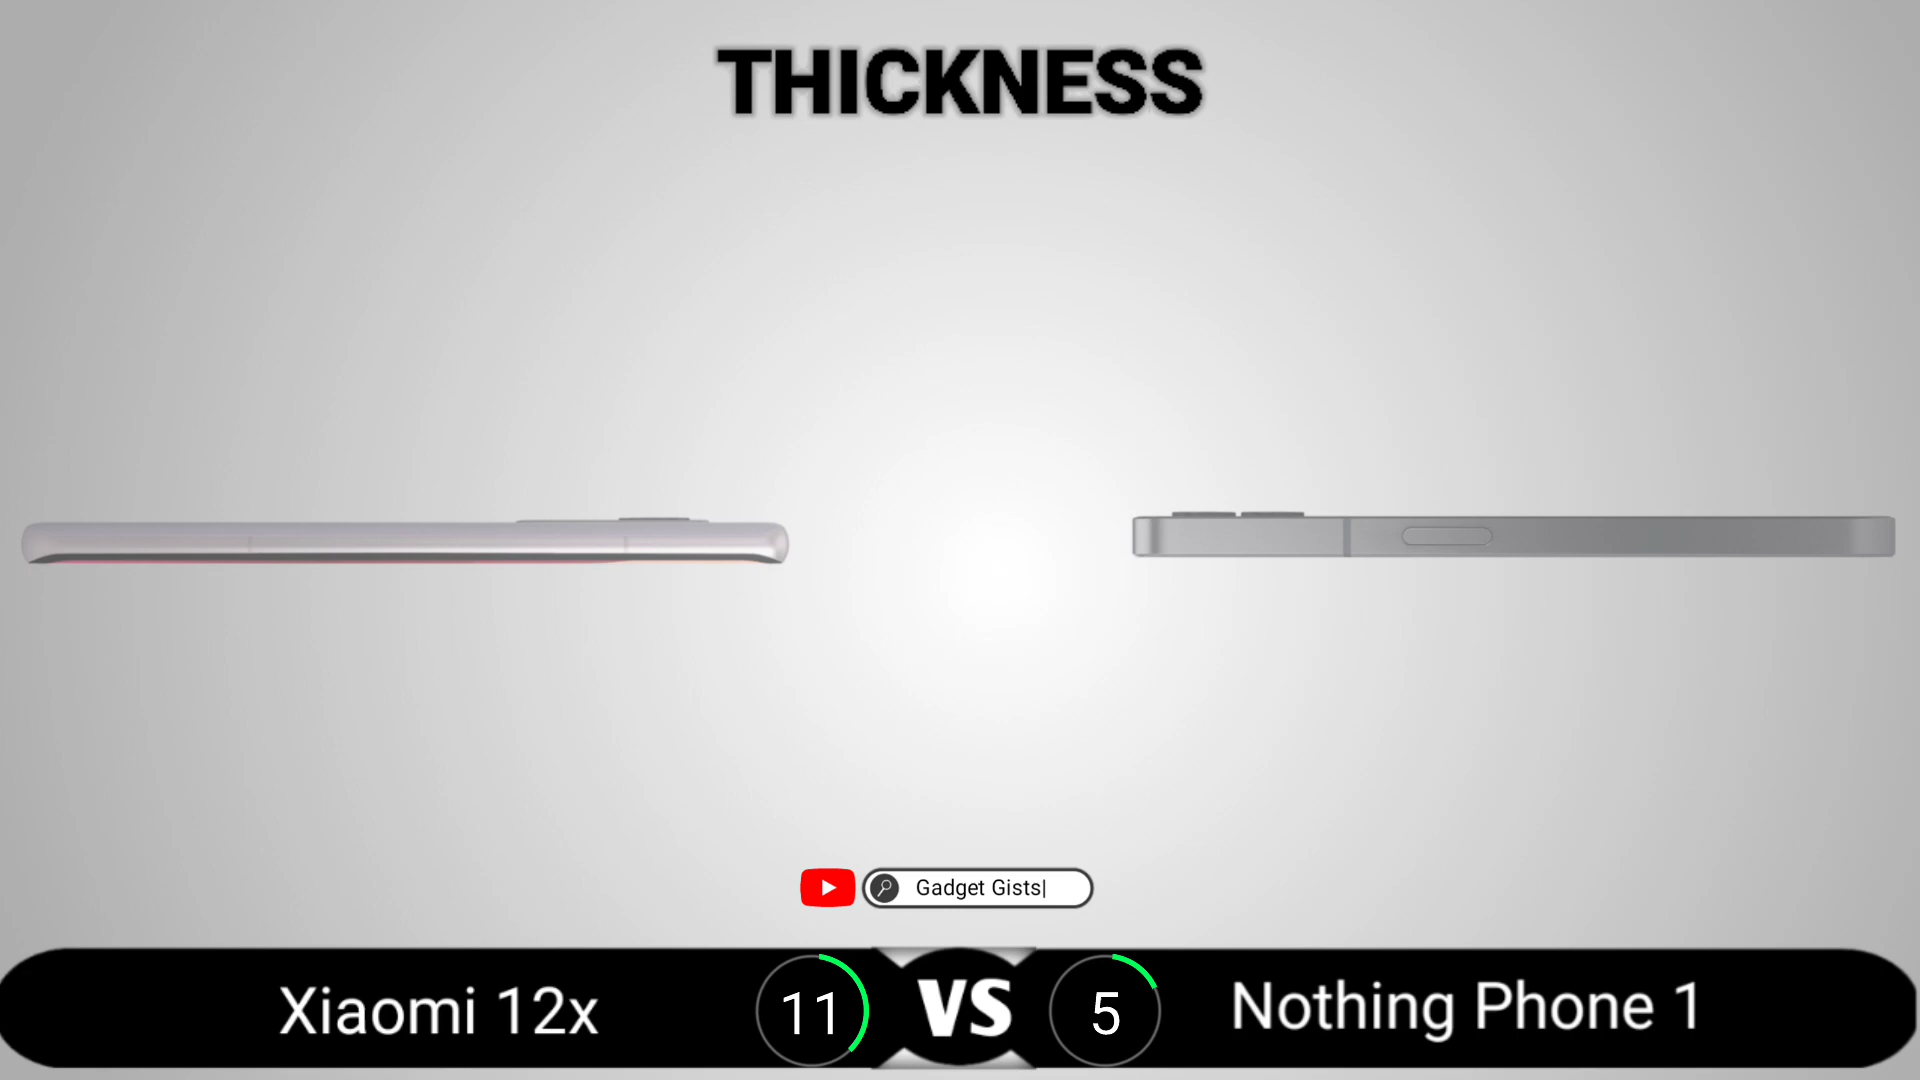 THICKNESS
Gadget Gists|
Xiaomi 12x
11
VS
5
Nothing Phone 1